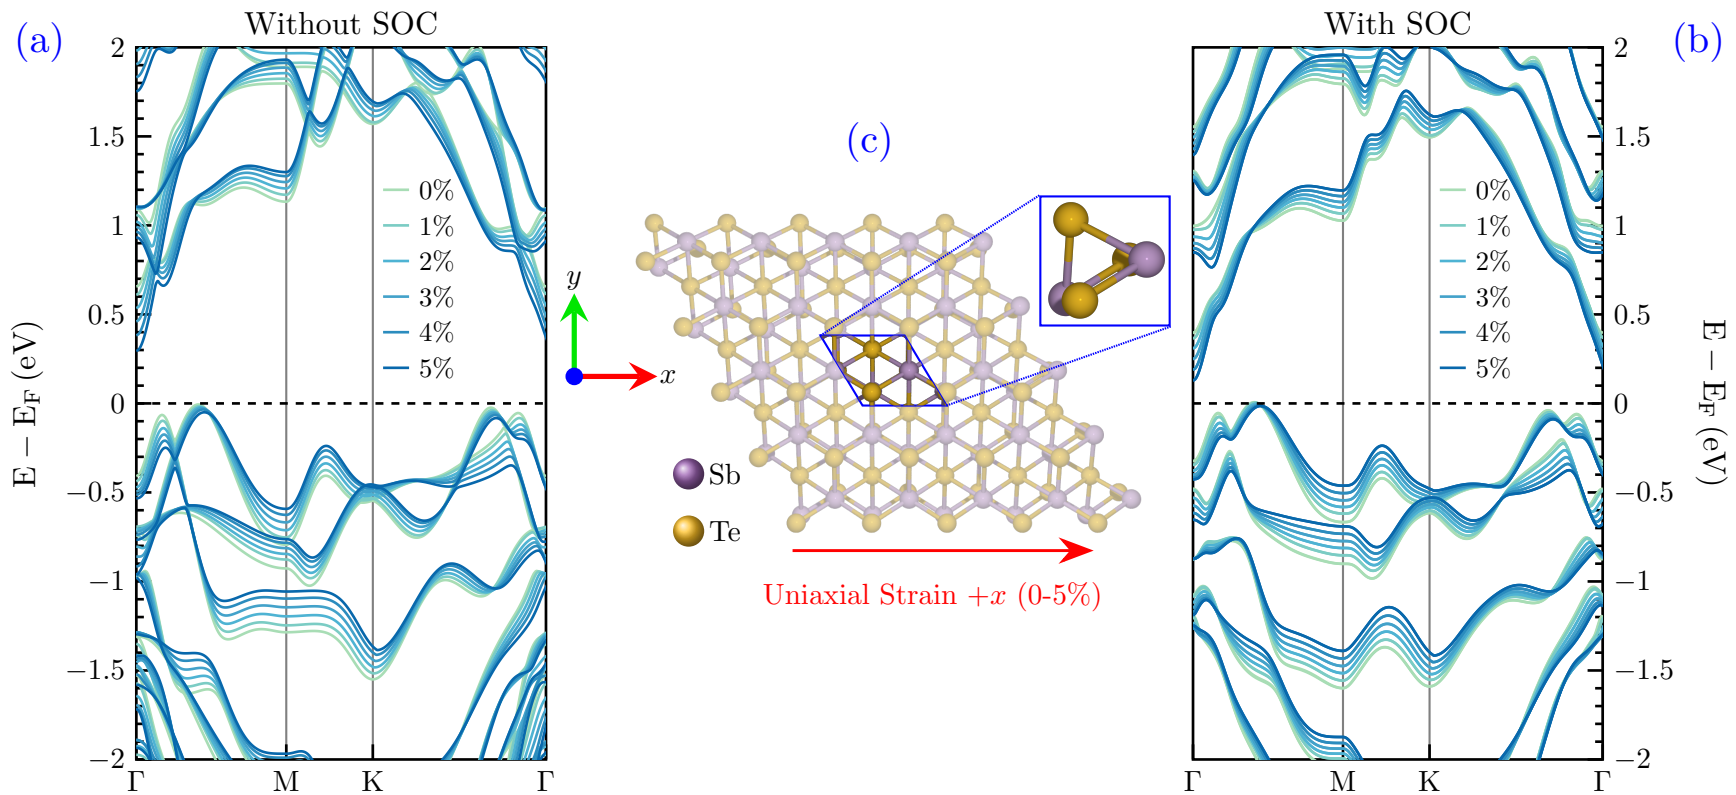 (a)
Without SOC
2
1.5
1
0.5
0
−0.5
−1
−1.5
−2
E − E_F (eV)
0%
1%
2%
3%
4%
5%
Γ M K Γ
(c)
y
x
Sb
Te
Uniaxial Strain +x (0-5%)
With SOC
(b)
0%
1%
2%
3%
4%
5%
2
1.5
1
0.5
0
−0.5
−1
−1.5
−2
E − E_F (eV)
Γ M K Γ